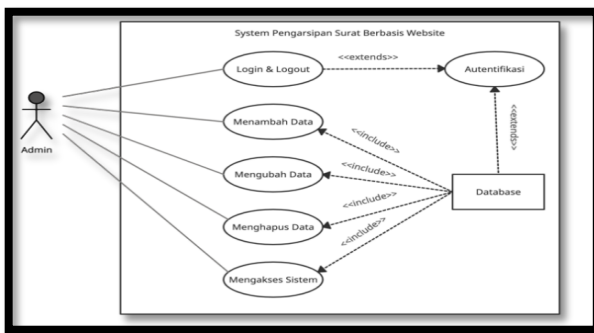 System Pengarsipan Surat Berbasis Website
Login & Logout
<<extends>>
Autentifikasi
Admin
Menambah Data
<<include>>
<<extends>>
Mengubah Data
<<include>>
Database
<<include>>
Menghapus Data
<<include>>
Mengakses Sistem